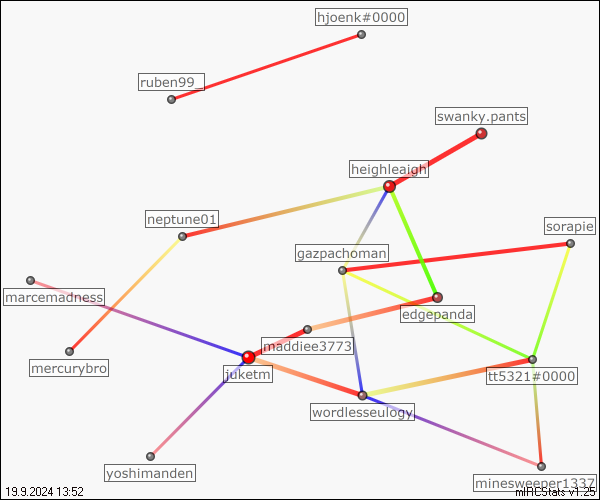 hjoenk#0000
ruben99_
swanky.pants
heighleaigh
neptune01
sorapie
gazpachoman
marcemadness
edgepanda
maddiee3773
mercurybro
juketm
tt5321#0000
wordlesseulogy
yoshimanden
minesweeper1337
19.9.2024 13:52
mIRCStats v1.25